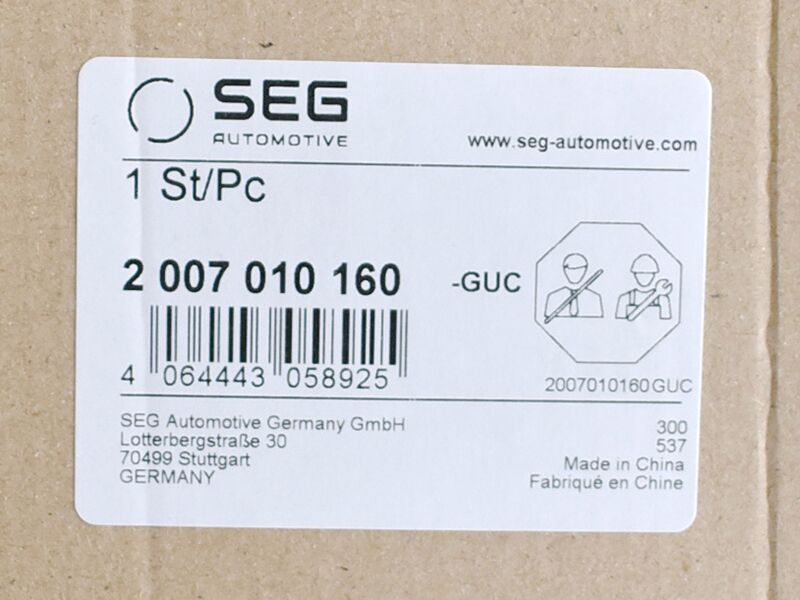 SEG
AUTOMOTIVE
www.seg-automotive.com
1 St/Pc
2 007 010 160 -GUC
4 064443 058925
2007010160GUC
SEG Automotive Germany GmbH
Lotterbergstraße 30
70499 Stuttgart
GERMANY
300
537
Made in China
Fabriqué en Chine